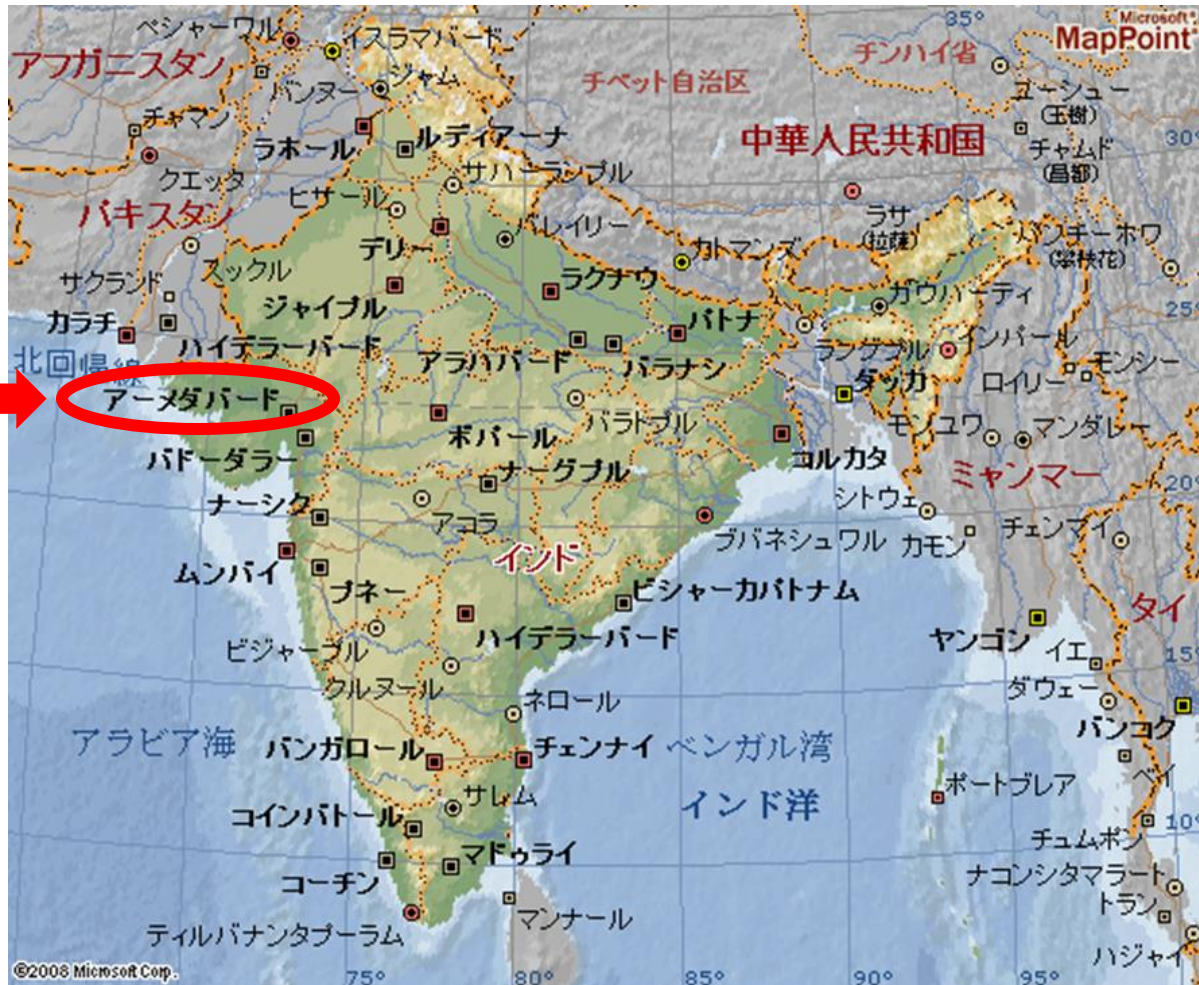 ペシャーワル
イスラマバード
35°
Microsoft®
MapPoint®
アフガニスタン
チンハイ省
バンヌー
ジャム
チベット自治区
ユーシュー
(玉樹)
チャマン
ラホール
ルディアーナ
中華人民共和国
チャムド
(昌都)
30°
クエッタ
サハーランプル
ヒサール
ラサ
(拉薩)
パキスタン
バレイリー
デリー
カトマンズ
パンチーホワ
(攀枝花)
スックル
サクランド
ラクナウ
ジャイプル
ガウハーティ
25°
カラチ
パトナ
ハイデラーバード
アラハバード
バラナシ
ラングプル
インパール
モンシー
北回帰線
ダッカ
ロイリー
アーメダバード
ボパール
バラトプル
モンユワ
マンダレー
バドーダラー
ナーグプル
コルカタ
ミャンマー
20°
ナーシク
アコラ
シトウェ
チェンマイ
ブバネシュワル
カモン
ムンバイ
インド
プネー
ビシャーカパトナム
タイ
ハイデラーバード
ヤンゴン
イエ
ビジャープル
15°
クルヌール
ネロール
ダウェー
アラビア海
バンガロール
チェンナイ
ベンガル湾
バンコク
ベイ
サレム
インド洋
ポートブレア
コインバトール
10°
チュムポン
マドゥライ
コーチン
ナコンシタマラート
マンナール
トラン
ティルバナンタプーラム
ハジャイ
©2008 Microsoft Corp.
75°
80°
85°
90°
95°